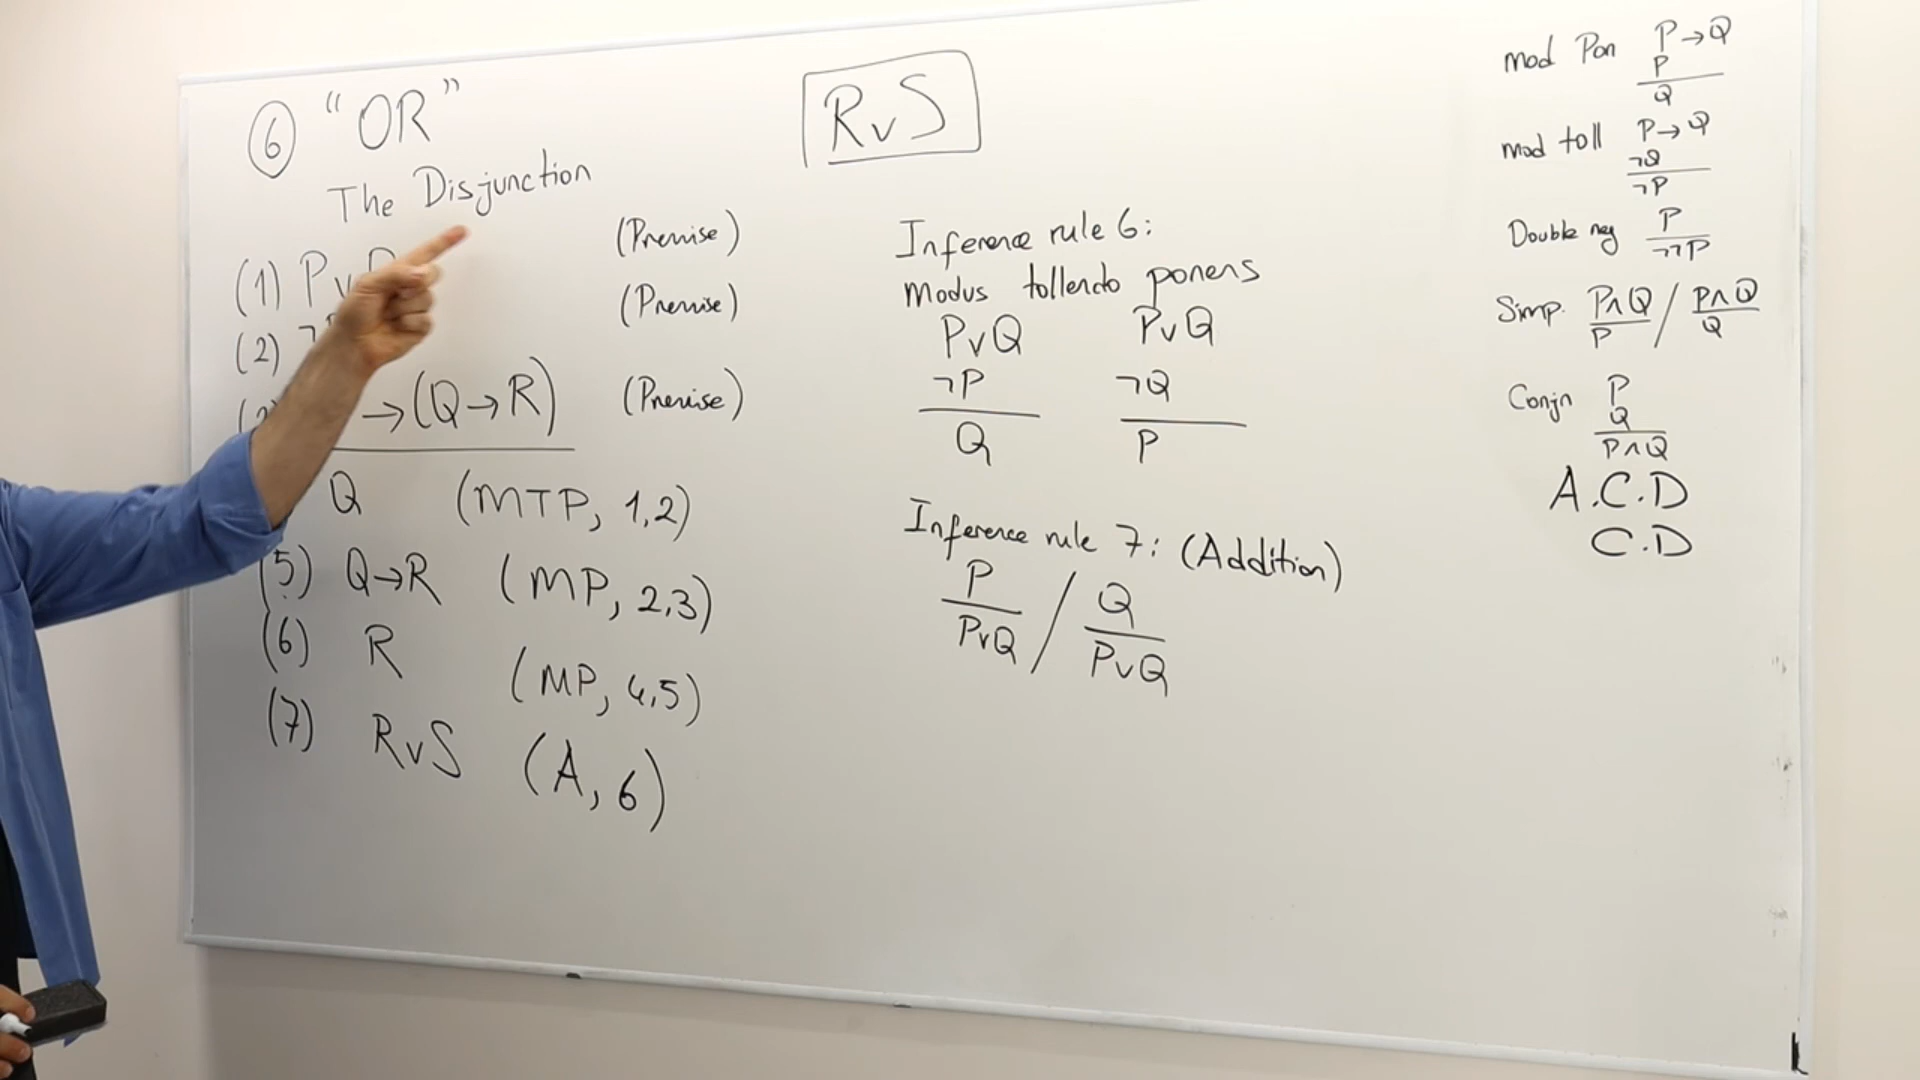 ⑥ “OR”
The Disjunction
(1) P∨Q (Premise)
(2) ¬ (Premise)
→(Q→R) (Premise)
Q (MTP, 1,2)
(5) Q→R (MP, 2,3)
(6) R (MP, 4,5)
(7) R∨S (A, 6)
R∨S
Inference rule 6:
Modus tollendo ponens
P∨Q P∨Q
¬P ¬Q
Q P
Inference rule 7: (Addition)
P / Q
P∨Q P∨Q
mod Pon P→Q
P
Q
mod toll P→Q
¬Q
¬P
Double neg P
¬¬P
Simp. P∧Q / P∧Q
P Q
Conjn P
Q
P∧Q
A.C.D
C.D